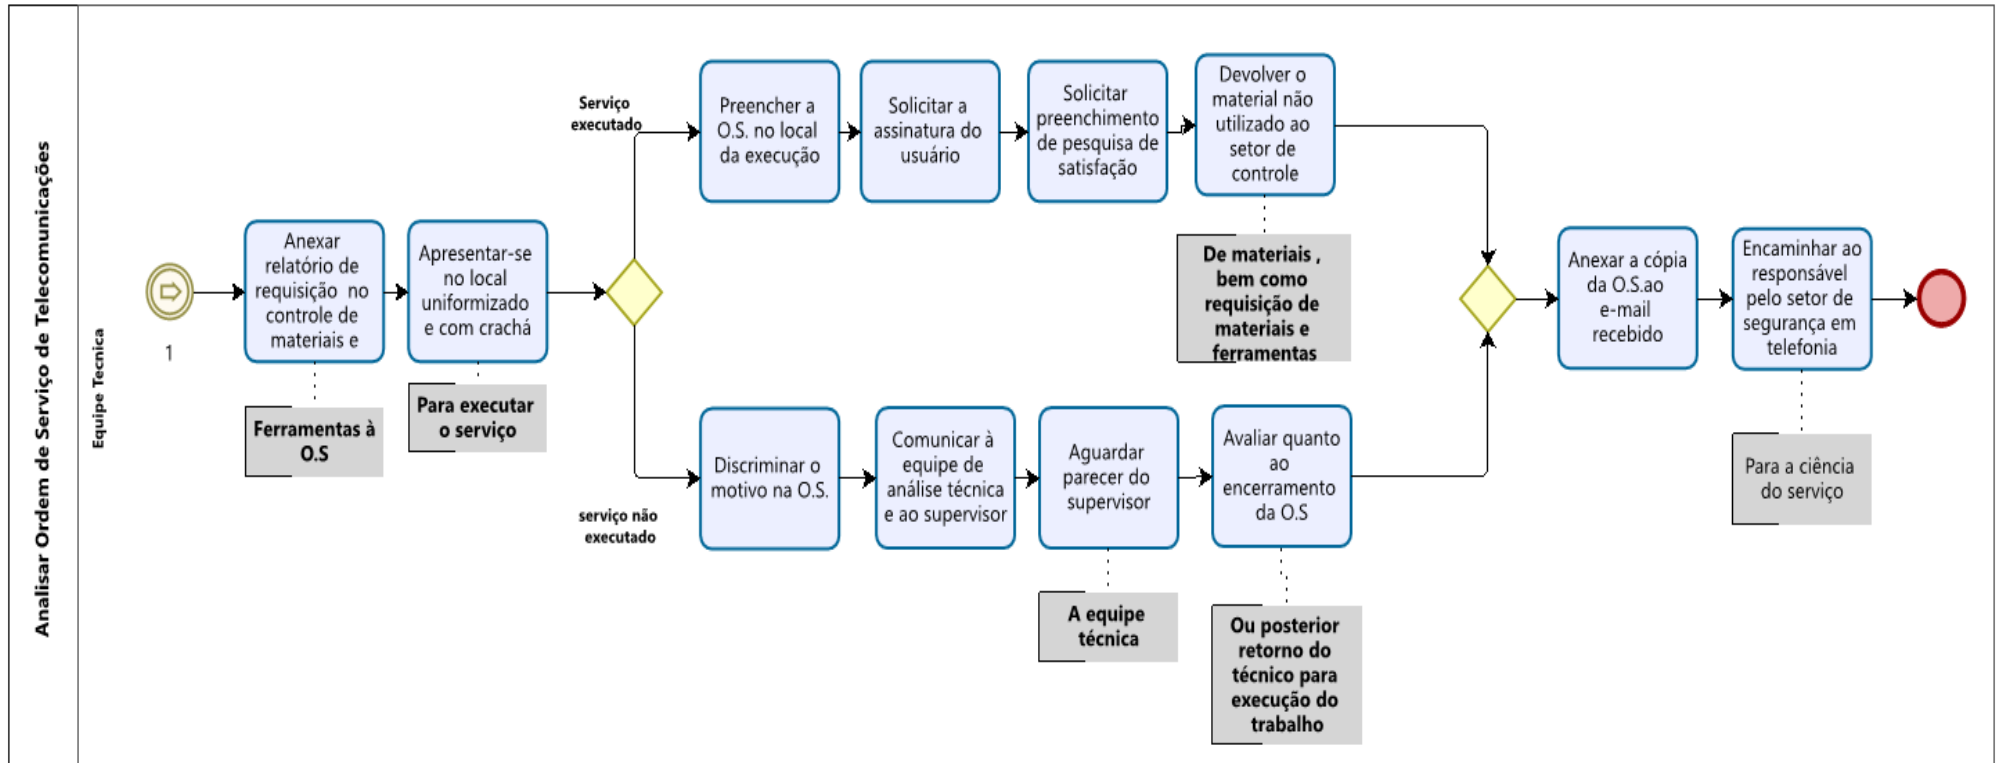 Analisar Ordem de Serviço de Telecomunicações
Equipe Tecnica
1
Anexar
relatório de
requisição no
controle de
materiais e
Ferramentas à
O.S
Apresentar-se
no local
uniformizado
e com crachá
Para executar
o serviço
Serviço
executado
Preencher a
O.S. no local
da execução
Solicitar a
assinatura do
usuário
Solicitar
preenchimento
de pesquisa de
satisfação
Devolver o
material não
utilizado ao
setor de
controle
De materiais ,
bem como
requisição de
materiais e
ferramentas
serviço não
executado
Discriminar o
motivo na O.S.
Comunicar à
equipe de
análise técnica
e ao supervisor
Aguardar
parecer do
supervisor
A equipe
técnica
Avaliar quanto
ao
encerramento
da O.S
Ou posterior
retorno do
técnico para
execução do
trabalho
Anexar a cópia
da O.S.ao
e-mail
recebido
Encaminhar ao
responsável
pelo setor de
segurança em
telefonia
Para a ciência
do serviço